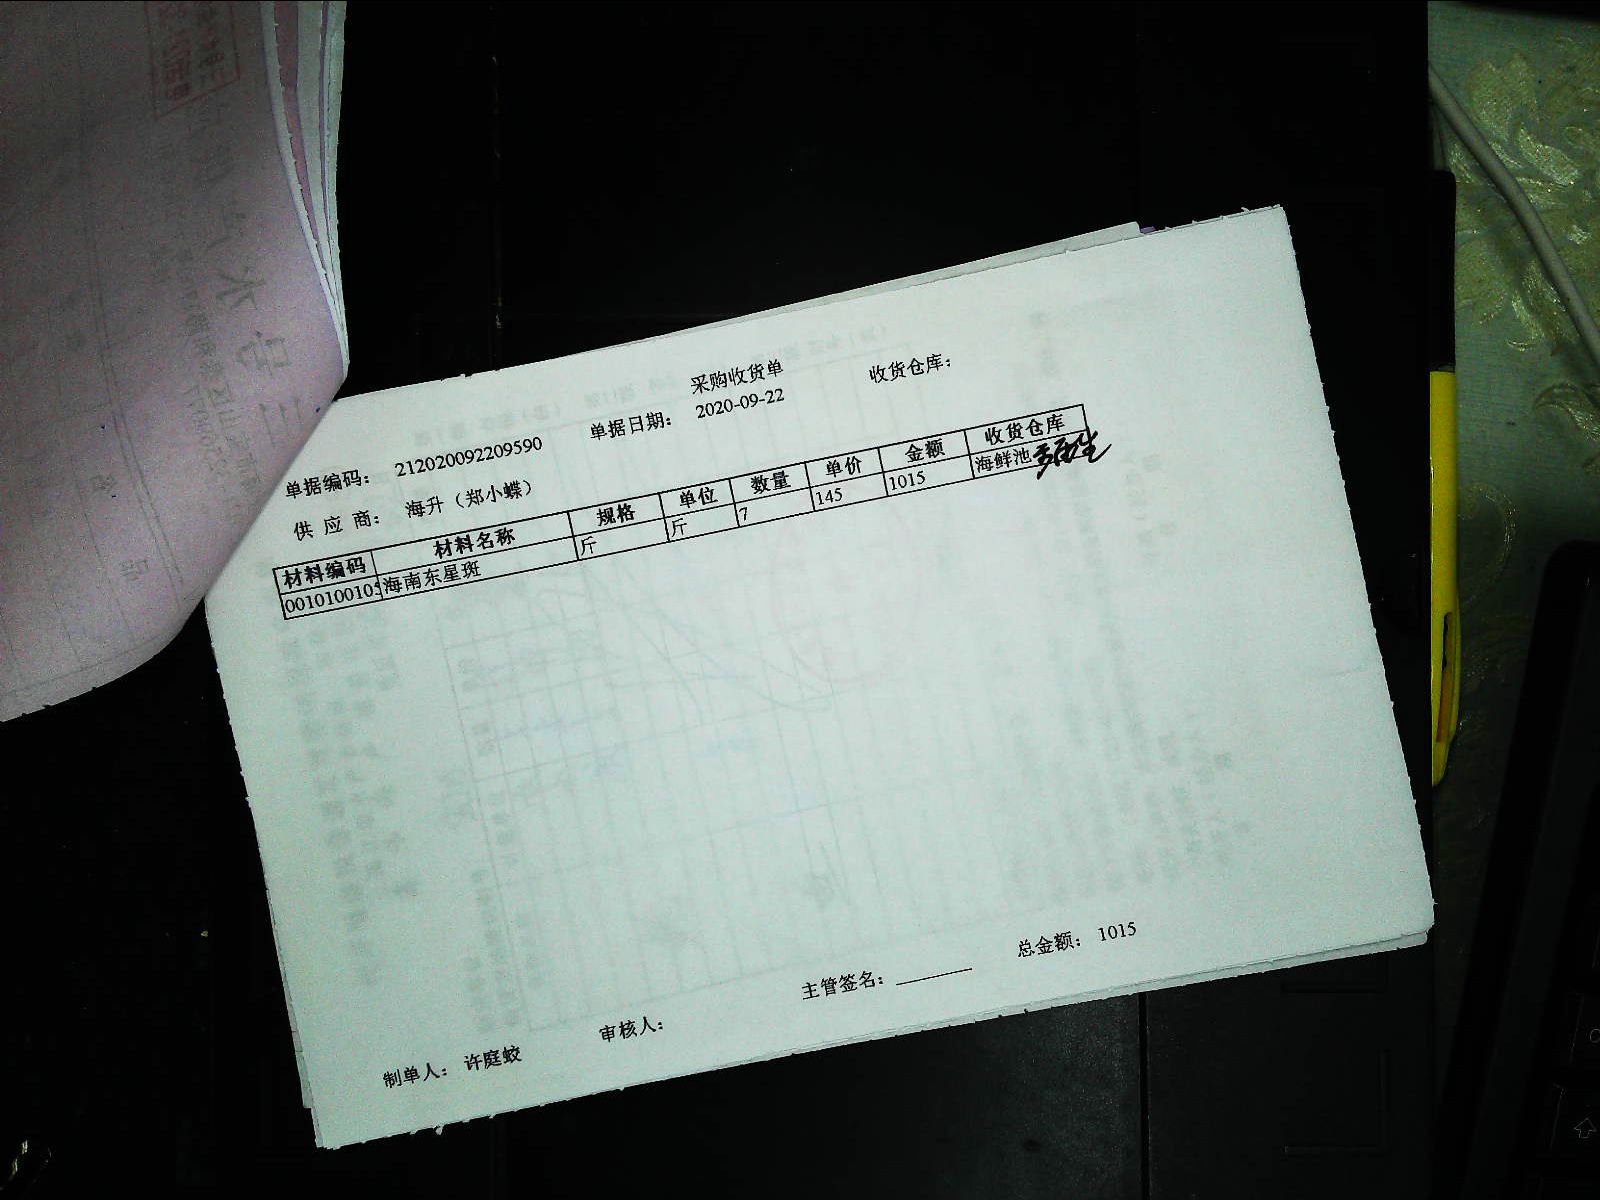 采购收货单 收货仓库：
单据编码： 212020092209590 单据日期： 2020-09-22
供 应 商： 海升（郑小蝶）
材料编码 材料名称 规格 单位 数量 单价 金额 收货仓库
0010100105 海南东星斑 斤 斤 7 145 1015 海鲜池
主管签名： 总金额： 1015
制单人： 许庭蛟 审核人：